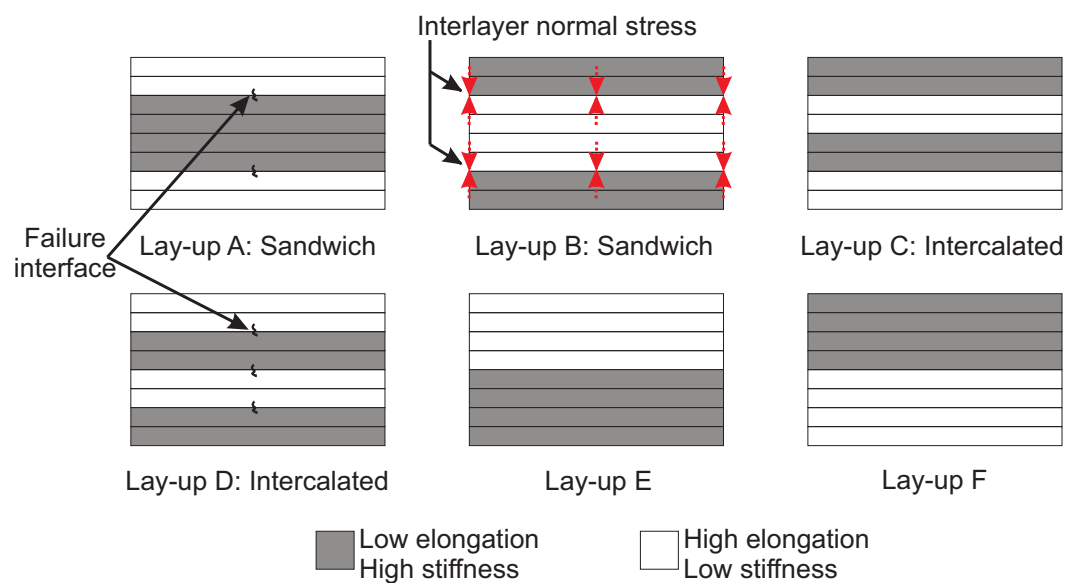 Interlayer normal stress
Failure
interface
Lay-up A: Sandwich
Lay-up B: Sandwich
Lay-up C: Intercalated
Lay-up D: Intercalated
Lay-up E
Lay-up F
Low elongation
High stiffness
High elongation
Low stiffness